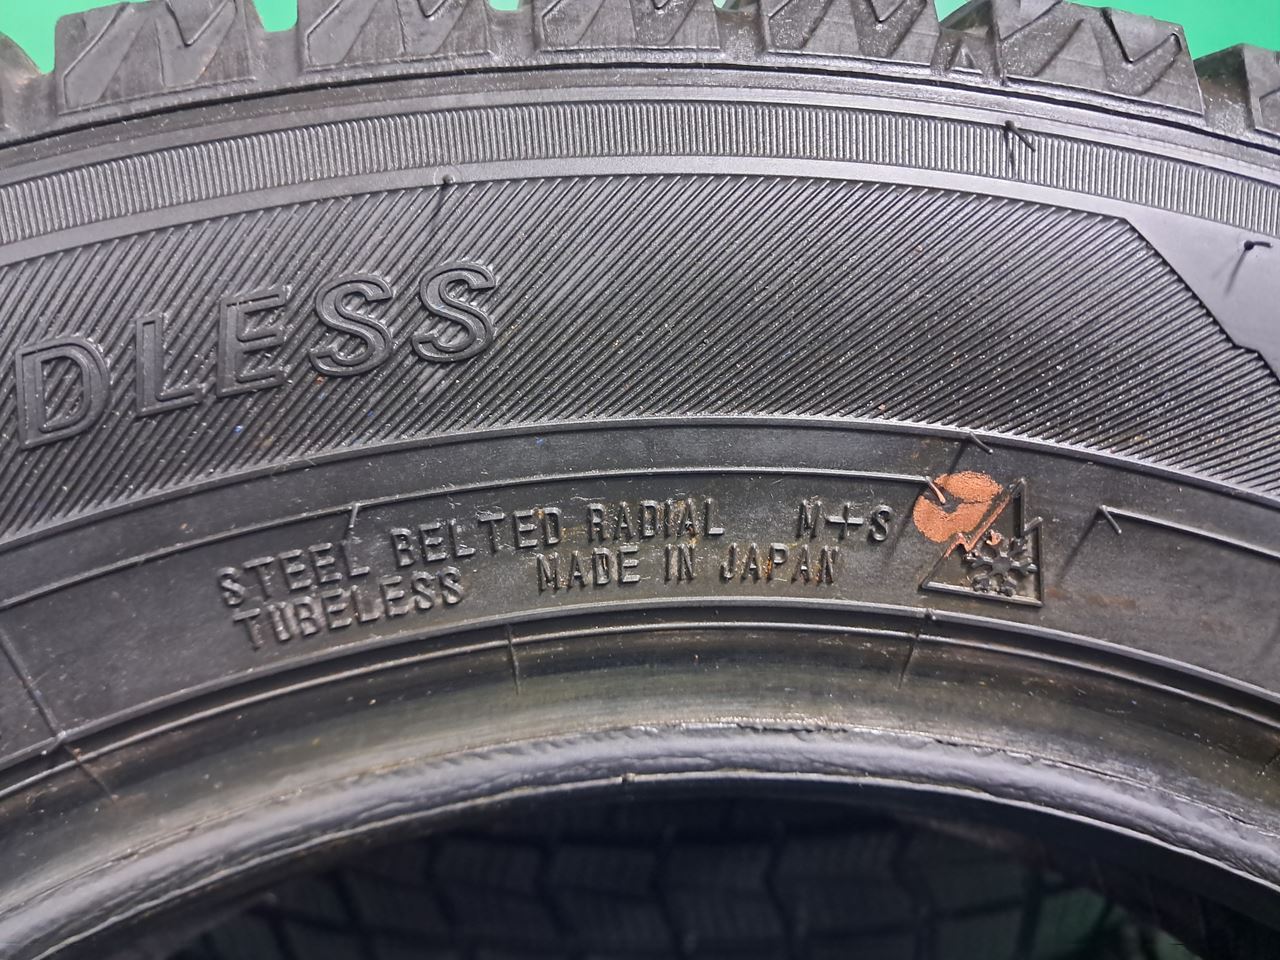 DLESS
STEEL BELTED RADIAL M+S
TUBELESS MADE IN JAPAN